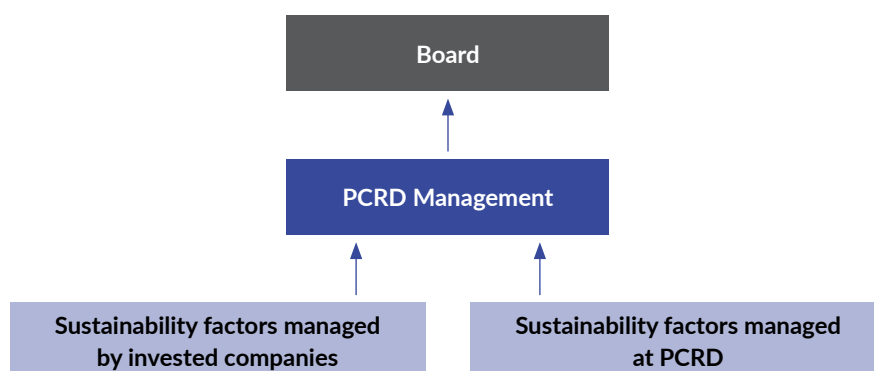 Board
PCRD Management
Sustainability factors managed
by invested companies
Sustainability factors managed
at PCRD